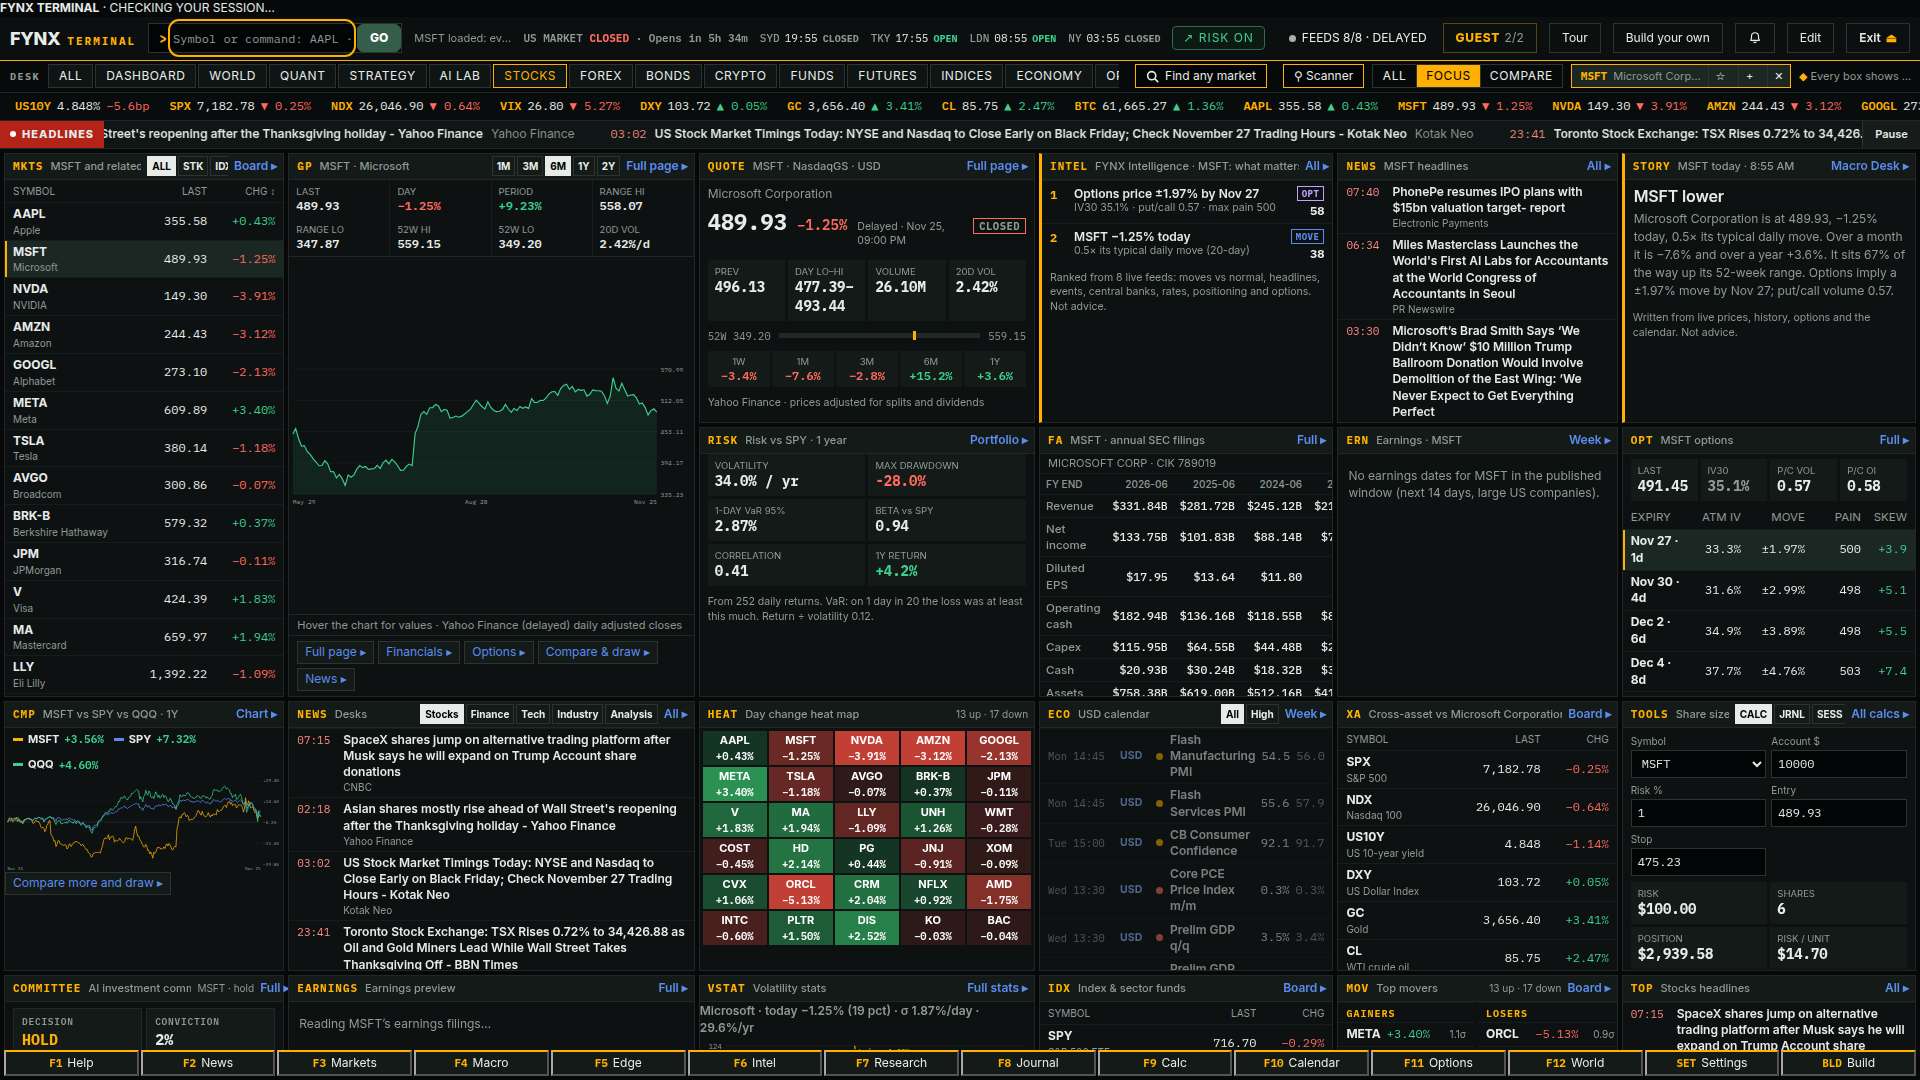 FYNX TERMINAL · CHECKING YOUR SESSION...
FYNX TERMINAL > Symbol or command: AAPL · GO MSFT loaded: ev... US MARKET CLOSED · Opens in 5h 34m SYD 19:55 CLOSED TKY 17:55 OPEN LDN 08:55 OPEN NY 03:55 CLOSED ↗ RISK ON FEEDS 8/8 · DELAYED GUEST 2/2 Tour Build your own Edit Exit
DESK ALL DASHBOARD WORLD QUANT STRATEGY AI LAB STOCKS FOREX BONDS CRYPTO FUNDS FUTURES INDICES ECONOMY Find any market Scanner ALL FOCUS COMPARE MSFT Microsoft Corp... ☆ + × ◆ Every box shows ...
US10Y 4.848% −5.6bp SPX 7,182.78 ▼ 0.25% NDX 26,046.90 ▼ 0.64% VIX 26.80 ▼ 5.27% DXY 103.72 ▲ 0.05% GC 3,656.40 ▲ 3.41% CL 85.75 ▲ 2.47% BTC 61,665.27 ▲ 1.36% AAPL 355.58 ▲ 0.43% MSFT 489.93 ▼ 1.25% NVDA 149.30 ▼ 3.91% AMZN 244.43 ▼ 3.12% GOOGL
HEADLINES Street's reopening after the Thanksgiving holiday - Yahoo Finance Yahoo Finance 03:02 US Stock Market Timings Today: NYSE and Nasdaq to Close Early on Black Friday; Check November 27 Trading Hours - Kotak Neo Kotak Neo 23:41 Toronto Stock Exchange: TSX Rises 0.72% to 34,426. Pause
MKTS MSFT and related ALL STK IDX Board ▸
SYMBOL LAST CHG
AAPL Apple 355.58 +0.43%
MSFT Microsoft 489.93 −1.25%
NVDA NVIDIA 149.30 −3.91%
AMZN Amazon 244.43 −3.12%
GOOGL Alphabet 273.10 −2.13%
META Meta 609.89 +3.40%
TSLA Tesla 380.14 −1.18%
AVGO Broadcom 300.86 −0.07%
BRK-B Berkshire Hathaway 579.32 +0.37%
JPM JPMorgan 316.74 −0.11%
V Visa 424.39 +1.83%
MA Mastercard 659.97 +1.94%
LLY Eli Lilly 1,392.22 −1.09%
GP MSFT · Microsoft 1M 3M 6M 1Y 2Y Full page ▸
LAST 489.93 DAY −1.25% PERIOD +9.23% RANGE HI 558.07
RANGE LO 347.87 52W HI 559.15 52W LO 349.20 20D VOL 2.42%/d
May 29 Aug 28 Nov 25
Hover the chart for values · Yahoo Finance (delayed) daily adjusted closes
Full page ▸ Financials ▸ Options ▸ Compare & draw ▸
News ▸
QUOTE MSFT · NasdaqGS · USD Full page ▸
Microsoft Corporation
489.93 −1.25% Delayed · Nov 25, 09:00 PM CLOSED
PREV 496.13 DAY LO–HI 477.39–493.44 VOLUME 26.10M 20D VOL 2.42%
52W 349.20 559.15
1W −3.4% 1M −7.6% 3M −2.8% 6M +15.2% 1Y +3.6%
Yahoo Finance · prices adjusted for splits and dividends
INTEL FYNX Intelligence · MSFT: what matter All ▸
1 Options price ±1.97% by Nov 27 OPT
IV30 35.1% · put/call 0.57 · max pain 500 58
2 MSFT −1.25% today MOVE
0.5x its typical daily move (20-day) 38
Ranked from 8 live feeds: moves vs normal, headlines,
events, central banks, rates, positioning and options.
Not advice.
NEWS MSFT headlines All ▸
07:40 PhonePe resumes IPO plans with
$15bn valuation target- report
Electronic Payments
06:34 Miles Masterclass Launches the
World's First AI Labs for Accountants
at the World Congress of
Accountants in Seoul
PR Newswire
03:30 Microsoft's Brad Smith Says 'We
Didn't Know' $10 Million Trump
Ballroom Donation Would Involve
Demolition of the East Wing: 'We
Never Expect to Get Everything
Perfect
STORY MSFT today · 8:55 AM Macro Desk ▸
MSFT lower
Microsoft Corporation is at 489.93, −1.25%
today, 0.5× its typical daily move. Over a month
it is −7.6% and over a year +3.6%. It sits 67% of
the way up its 52-week range. Options imply a
±1.97% move by Nov 27; put/call volume 0.57.
Written from live prices, history, options and the
calendar. Not advice.
RISK Risk vs SPY · 1 year Portfolio ▸
VOLATILITY 34.0% / yr MAX DRAWDOWN -28.0%
1-DAY VaR 95% 2.87% BETA vs SPY 0.94
CORRELATION 0.41 1Y RETURN +4.2%
From 252 daily returns. VaR: on 1 day in 20 the loss was at least
this much. Return ÷ volatility 0.12.
FA MSFT · annual SEC filings Full ▸
MICROSOFT CORP · CIK 789019
FY END 2026-06 2025-06 2024-06
Revenue $331.84B $281.72B $245.12B $21
Net income $133.75B $101.83B $88.14B $7
Diluted EPS $17.95 $13.64 $11.80
Operating cash $182.94B $136.16B $118.55B $8
Capex $115.95B $64.55B $44.48B $2
Cash $20.93B $30.24B $18.32B $3
Assets $758.38B $619.00B $512.16B $41
ERN Earnings · MSFT Week ▸
No earnings dates for MSFT in the published
window (next 14 days, large US companies).
OPT MSFT options Full ▸
LAST 491.45 IV30 35.1% P/C VOL 0.57 P/C OI 0.58
EXPIRY ATM IV MOVE PAIN SKEW
Nov 27 · 1d 33.3% ±1.97% 500 +3.9
Nov 30 · 4d 31.6% ±2.99% 498 +5.1
Dec 2 · 6d 34.9% ±3.89% 498 +5.5
Dec 4 · 8d 37.7% ±4.76% 503 +7.4
CMP MSFT vs SPY vs QQQ · 1Y Chart ▸
MSFT +3.56% SPY +7.32%
QQQ +4.60%
Compare more and draw ▸
NEWS Desks Stocks Finance Tech Industry Analysis All ▸
07:15 SpaceX shares jump on alternative trading platform after
Musk says he will expand on Trump Account share
donations
CNBC
02:18 Asian shares mostly rise ahead of Wall Street's reopening
after the Thanksgiving holiday - Yahoo Finance
Yahoo Finance
03:02 US Stock Market Timings Today: NYSE and Nasdaq to
Close Early on Black Friday; Check November 27 Trading
Hours - Kotak Neo
Kotak Neo
23:41 Toronto Stock Exchange: TSX Rises 0.72% to 34,426.88 as
Oil and Gold Miners Lead While Wall Street Takes
Thanksgiving Off - BBN Times
HEAT Day change heat map 13 up · 17 down
AAPL +0.43% MSFT −1.25% NVDA −3.91% AMZN −3.12% GOOGL −2.13%
META +3.40% TSLA −1.18% AVGO −0.07% BRK-B +0.37% JPM −0.11%
V +1.83% MA +1.94% LLY −1.09% UNH +1.26% WMT −0.28%
COST −0.45% HD +2.14% PG +0.44% JNJ −0.91% XOM −0.09%
CVX +1.06% ORCL −5.13% CRM +2.04% NFLX +0.92% AMD −1.75%
INTC −0.60% PLTR +1.50% DIS +2.52% KO −0.03% BAC −0.04%
ECO USD calendar All High Week ▸
Mon 14:45 USD Flash Manufacturing PMI 54.5 56.0
Mon 14:45 USD Flash Services PMI 55.6 57.9
Tue 15:00 USD CB Consumer Confidence 92.1 91.7
Wed 13:30 USD Core PCE Price Index m/m 0.3% 0.3%
Wed 13:30 USD Prelim GDP q/q 3.5% 3.4%
Prelim GDP
XA Cross-asset vs Microsoft Corporation Board ▸
SYMBOL LAST CHG
SPX S&P 500 7,182.78 −0.25%
NDX Nasdaq 100 26,046.90 −0.64%
US10Y US 10-year yield 4.848 −1.14%
DXY US Dollar Index 103.72 +0.05%
GC Gold 3,656.40 +3.41%
CL WTI crude oil 85.75 +2.47%
TOOLS Share size CALC JRNL SESS All calcs ▸
Symbol MSFT Account $ 10000
Risk % 1 Entry 489.93
Stop 475.23
RISK $100.00 SHARES 6
POSITION $2,939.58 RISK / UNIT $14.70
COMMITTEE AI investment comm MSFT · hold Full ▸
DECISION HOLD CONVICTION 2%
EARNINGS Earnings preview Full ▸
Reading MSFT's earnings filings...
VSTAT Volatility stats Full stats ▸
Microsoft · today −1.25% (19 pct) · σ 1.87%/day ·
29.6%/yr
124
IDX Index & sector funds Board ▸
SYMBOL LAST CHG
SPY 716.70 −0.29%
MOV Top movers 13 up · 17 down Board ▸
GAINERS LOSERS
META +3.40% 1.1σ ORCL −5.13% 0.9σ
TOP Stocks headlines All ▸
07:15 SpaceX shares jump on alternative
trading platform after Musk says he will
expand on Trump Account share
F1 Help F2 News F3 Markets F4 Macro F5 Edge F6 Intel F7 Research F8 Journal F9 Calc F10 Calendar F11 Options F12 World SET Settings BLD Build